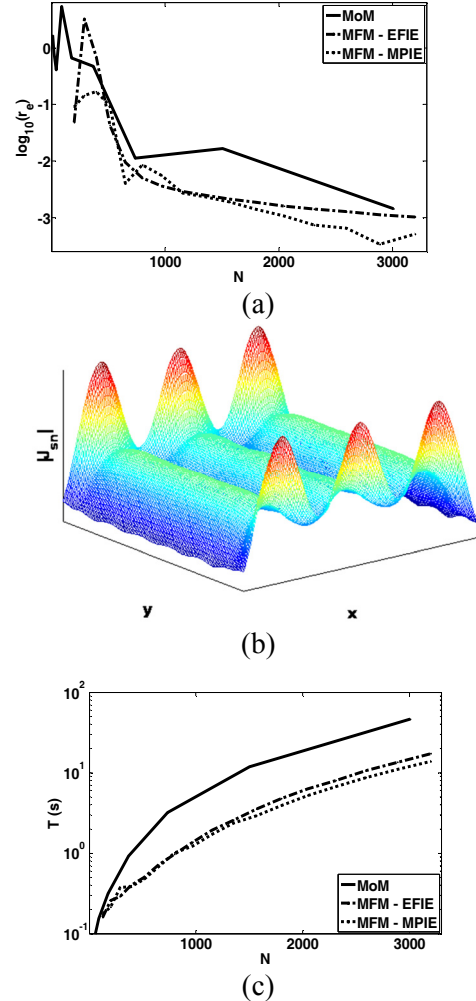 MoM
MFM - EFIE
MFM - MPIE
0
-1
-2
-3
log10(re)
1000 2000 3000
N
(a)
|μsn|
y x
(b)
10^2
10^1
10^0
10^-1
T (s)
MoM
MFM - EFIE
MFM - MPIE
1000 2000 3000
N
(c)